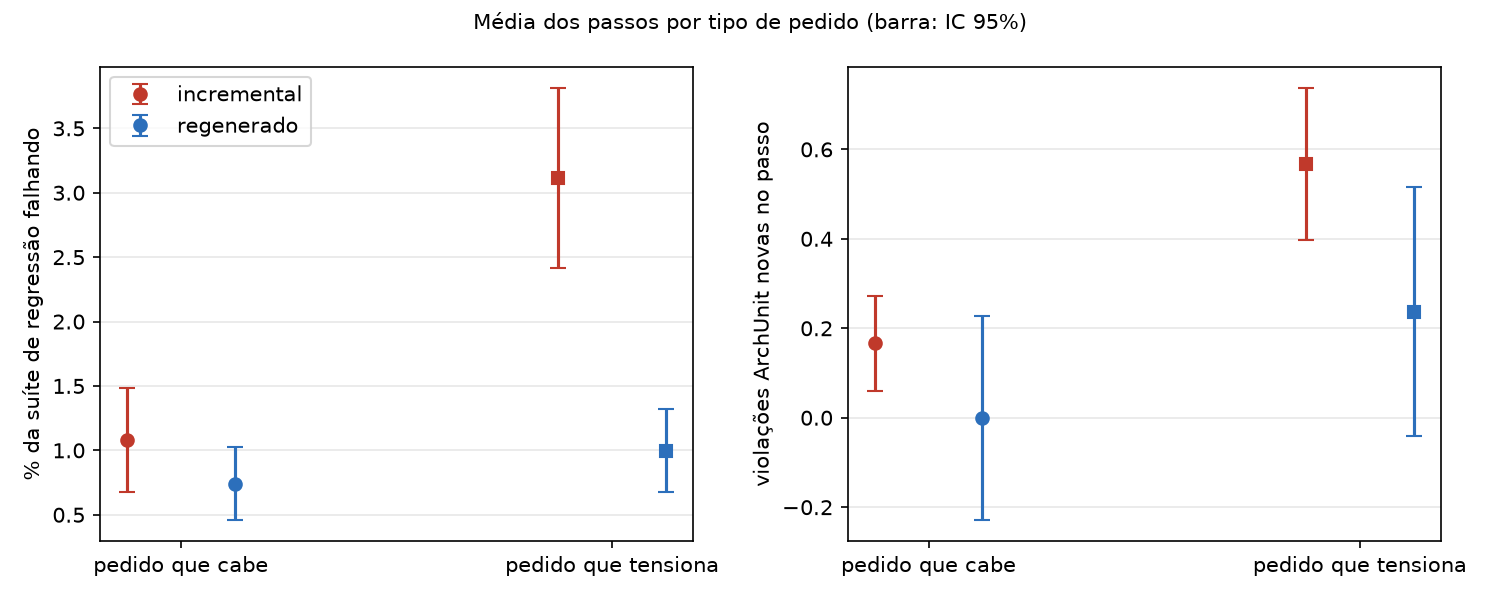 Média dos passos por tipo de pedido (barra: IC 95%)
% da suíte de regressão falhando
3.5
3.0
2.5
2.0
1.5
1.0
0.5
incremental
regenerado
pedido que cabe
pedido que tensiona
violações ArchUnit novas no passo
0.6
0.4
0.2
0.0
−0.2
pedido que cabe
pedido que tensiona